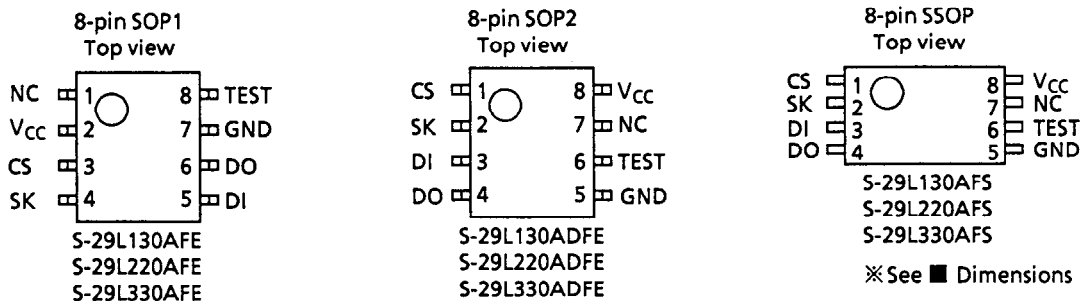 8-pin SOP1
Top view
NC 1 8 TEST
VCC 2 7 GND
CS 3 6 DO
SK 4 5 DI
S-29L130AFE
S-29L220AFE
S-29L330AFE
8-pin SOP2
Top view
CS 1 8 VCC
SK 2 7 NC
DI 3 6 TEST
DO 4 5 GND
S-29L130ADFE
S-29L220ADFE
S-29L330ADFE
8-pin SSOP
Top view
CS 1 8 VCC
SK 2 7 NC
DI 3 6 TEST
DO 4 5 GND
S-29L130AFS
S-29L220AFS
S-29L330AFS
※See ■ Dimensions